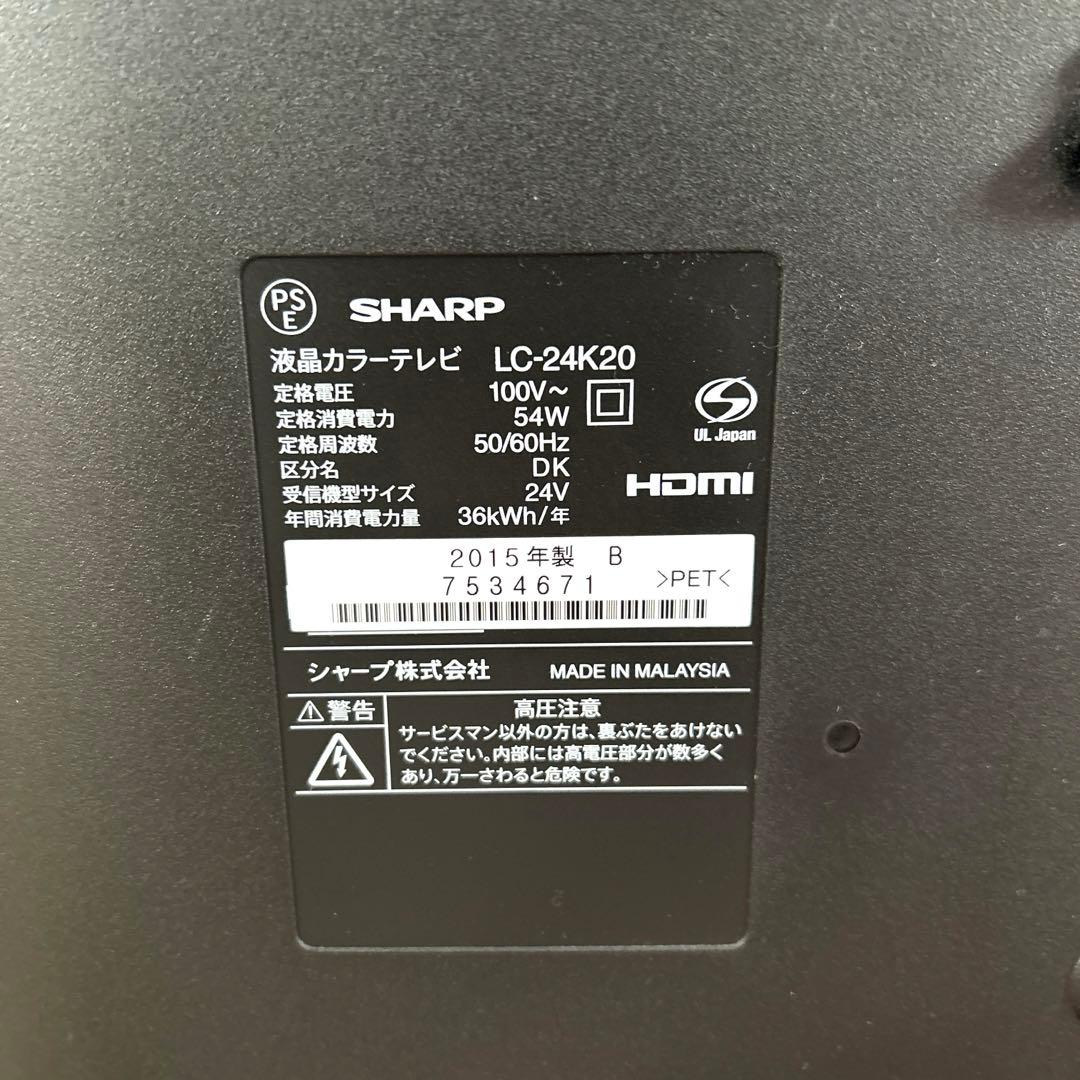 PSE SHARP
液晶カラーテレビ LC-24K20
定格電圧 100V～
定格消費電力 54W
定格周波数 50/60Hz
区分名 DK
受信機型サイズ 24V
年間消費電力量 36kWh/年
UL Japan
HDMI
2015年製 B
7534671 >PET<
シャープ株式会社 MADE IN MALAYSIA
警告 高圧注意
サービスマン以外の方は、裏ぶたをあけない
でください。内部には高電圧部分が数多く
あり、万一さわると危険です。